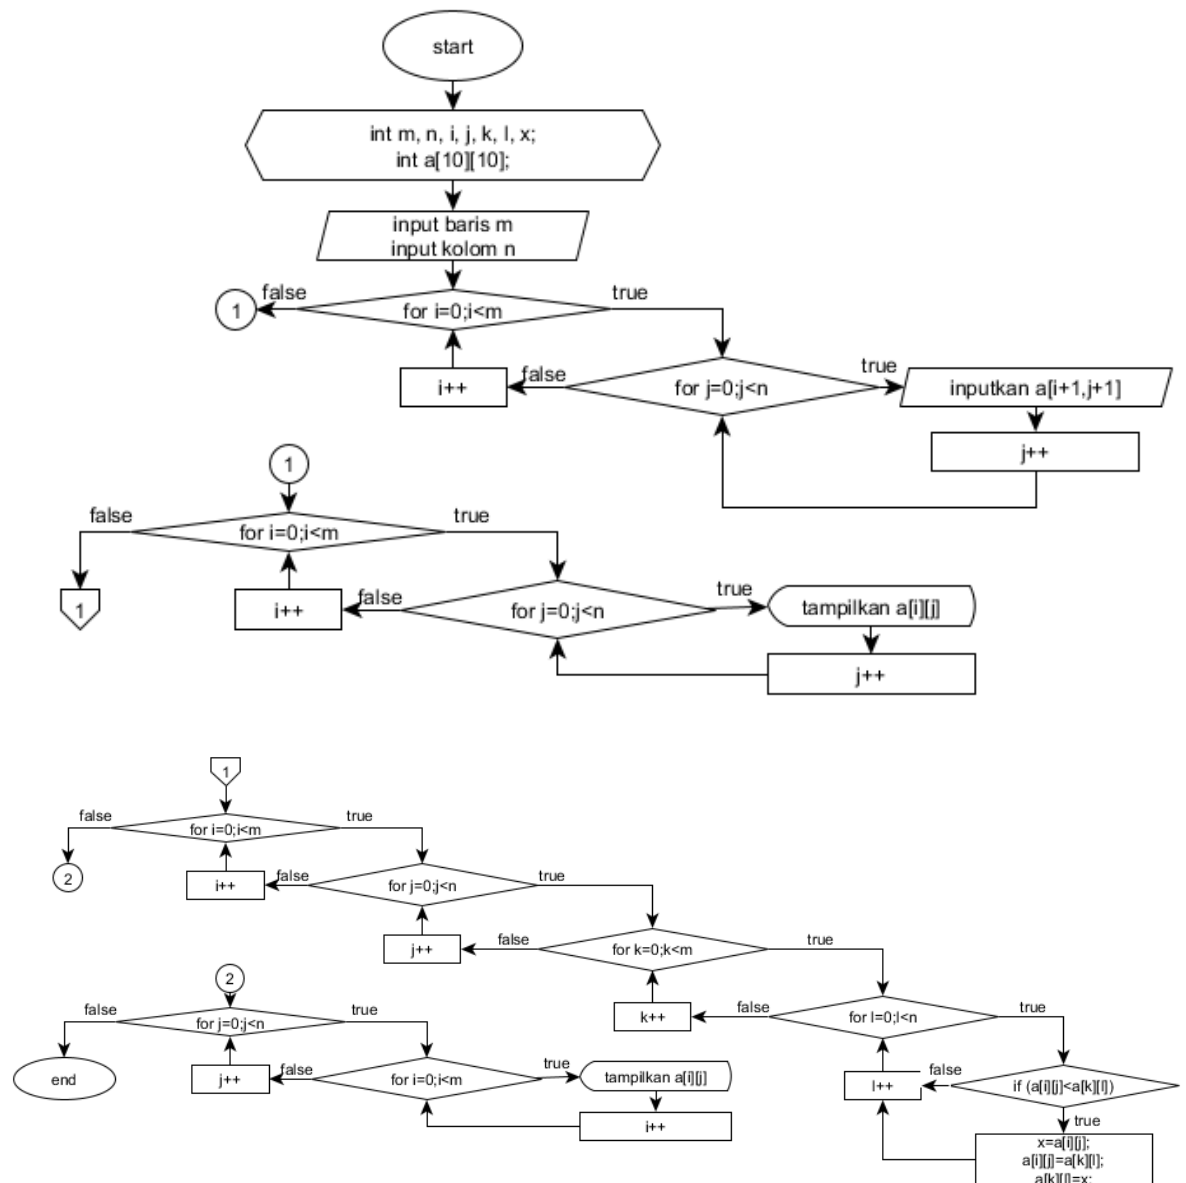 start
int m, n, i, j, k, l, x;
int a[10][10];
input baris m
input kolom n
1
false
for i=0;i<m
true
i++
false
for j=0;j<n
true
inputkan a[i+1,j+1]
j++
1
false
for i=0;i<m
true
1
i++
false
for j=0;j<n
true
tampilkan a[i][j]
j++
1
false
for i=0;i<m
true
2
i++
false
for j=0;j<n
true
j++
false
for k=0;k<m
true
k++
false
for l=0;l<n
true
l++
false
if (a[i][j]<a[k][l])
true
x=a[i][j];
a[i][j]=a[k][l];
a[k][l]=x;
2
false
for j=0;j<n
true
end
j++
false
for i=0;i<m
true
tampilkan a[i][j]
i++